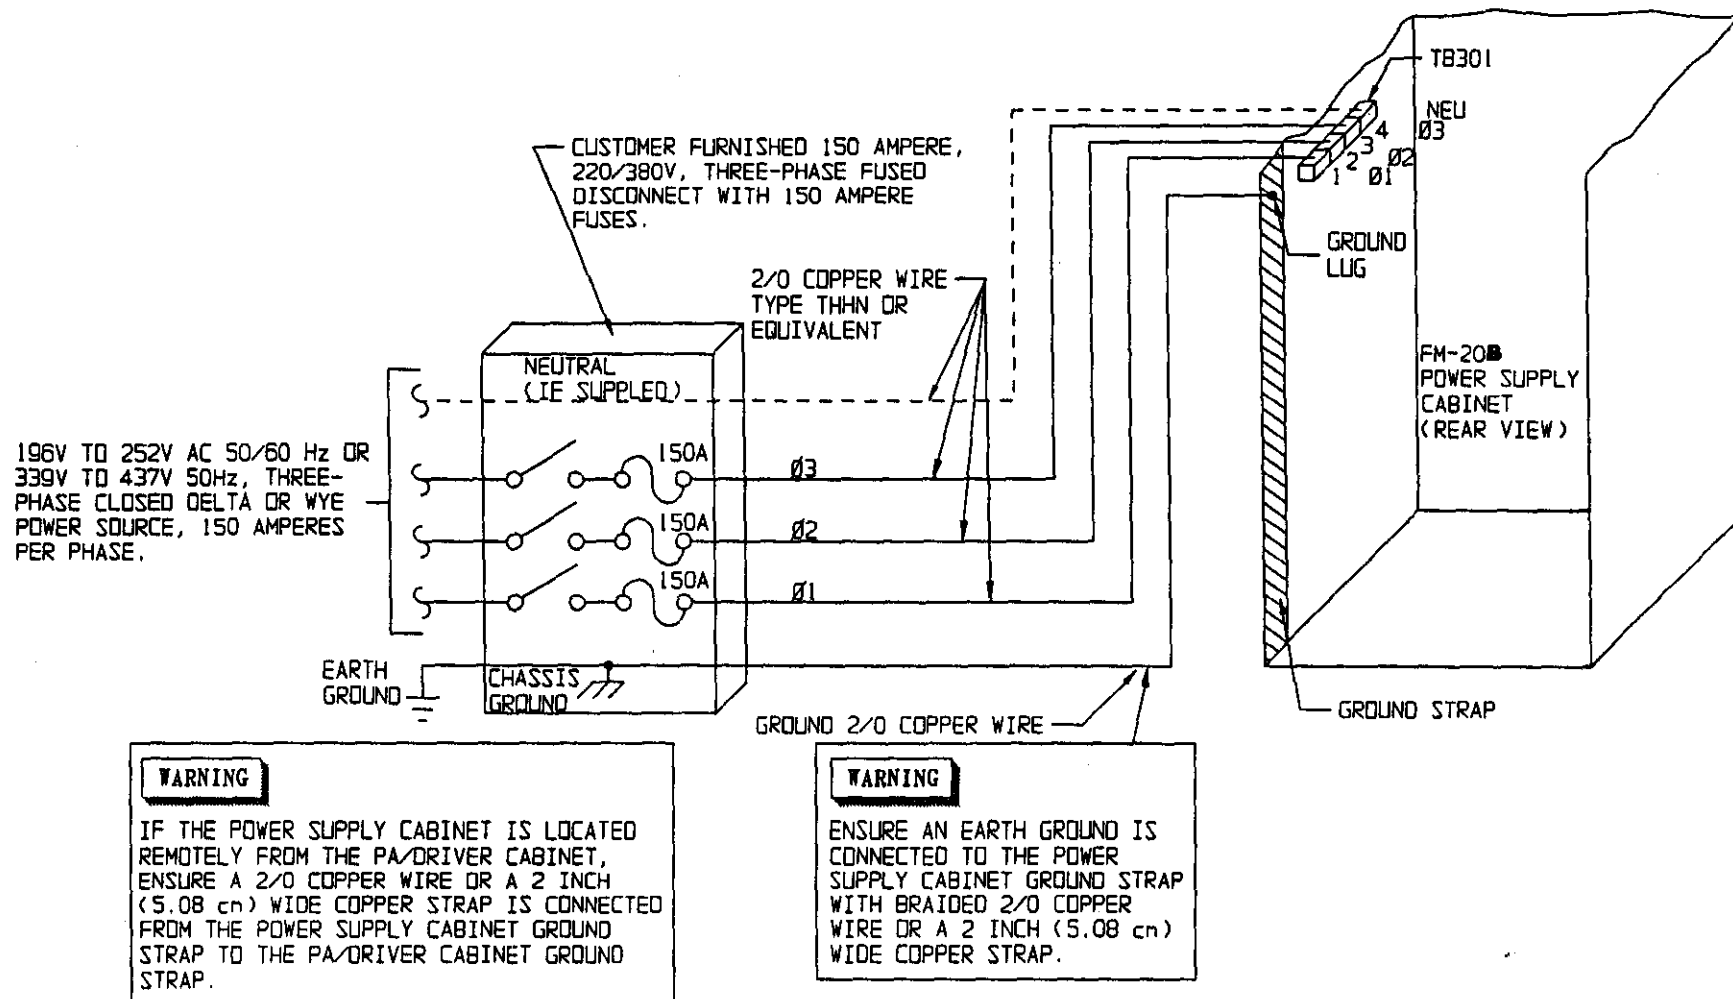 TB301
NEU
4 Ø3
3 Ø2
2 Ø1
1
CUSTOMER FURNISHED 150 AMPERE,
220/380V, THREE-PHASE FUSED
DISCONNECT WITH 150 AMPERE
FUSES.
GROUND
LUG
2/0 COPPER WIRE
TYPE THHN OR
EQUIVALENT
FM-20B
POWER SUPPLY
CABINET
(REAR VIEW)
NEUTRAL
(IE SUPPLED)
196V TO 252V AC 50/60 Hz OR
339V TO 437V 50Hz, THREE-
PHASE CLOSED DELTA OR WYE
POWER SOURCE, 150 AMPERES
PER PHASE.
150A
Ø3
150A
Ø2
150A
Ø1
EARTH
GROUND
CHASSIS
GROUND
GROUND 2/0 COPPER WIRE
GROUND STRAP
WARNING
IF THE POWER SUPPLY CABINET IS LOCATED
REMOTELY FROM THE PA/DRIVER CABINET,
ENSURE A 2/0 COPPER WIRE OR A 2 INCH
(5.08 cm) WIDE COPPER STRAP IS CONNECTED
FROM THE POWER SUPPLY CABINET GROUND
STRAP TO THE PA/DRIVER CABINET GROUND
STRAP.
WARNING
ENSURE AN EARTH GROUND IS
CONNECTED TO THE POWER
SUPPLY CABINET GROUND STRAP
WITH BRAIDED 2/0 COPPER
WIRE OR A 2 INCH (5.08 cm)
WIDE COPPER STRAP.